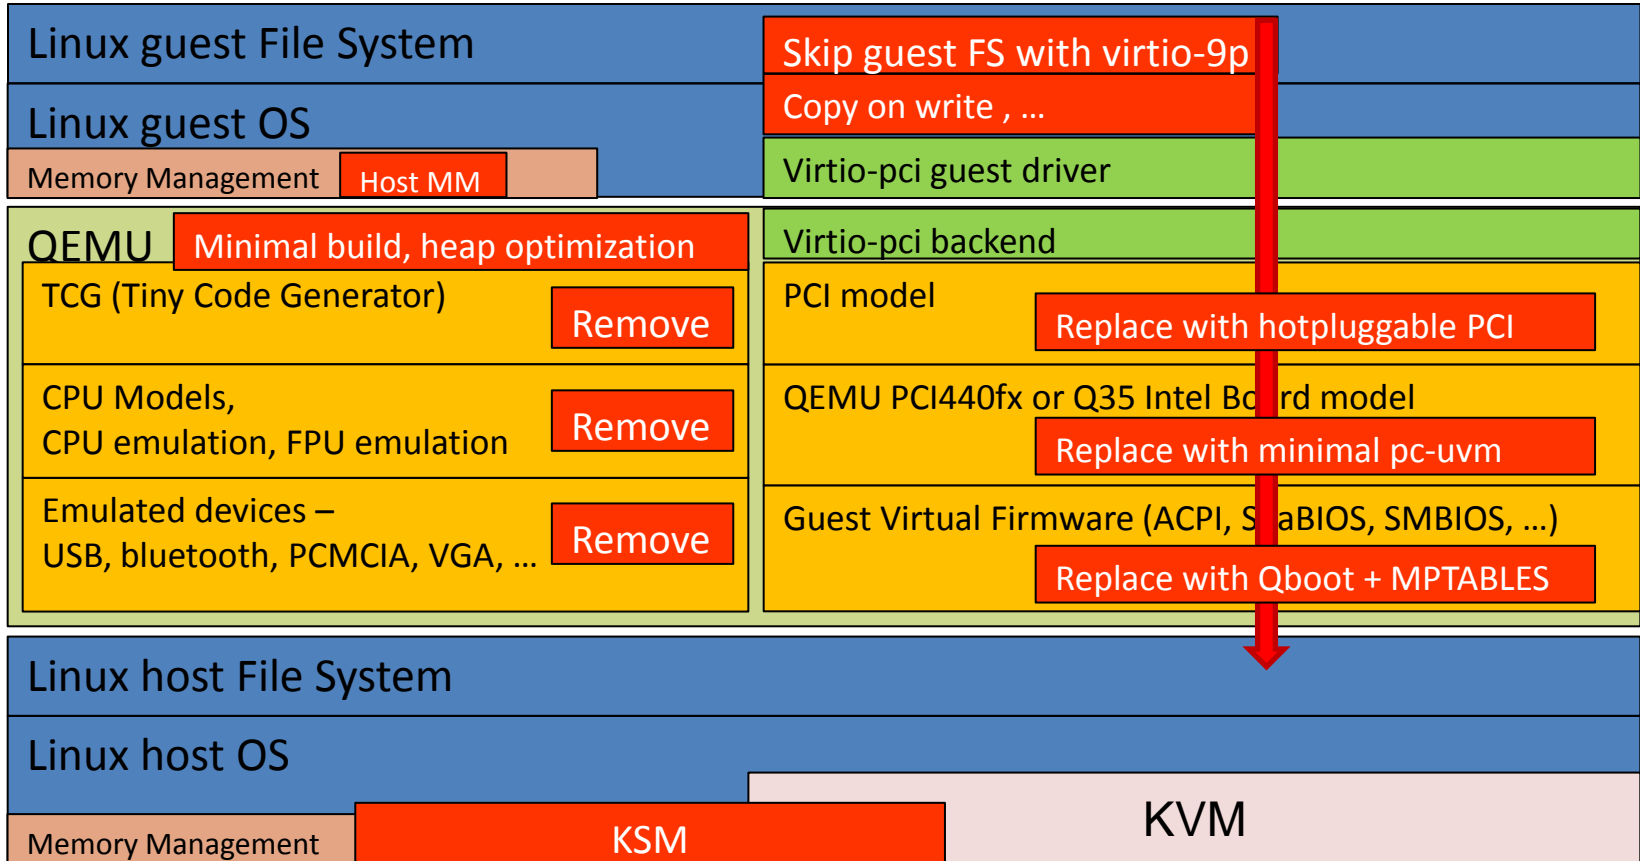 Linux guest File System
Skip guest FS with virtio-9p
Linux guest OS
Copy on write , ...
Memory Management
Host MM
Virtio-pci guest driver
QEMU
Minimal build, heap optimization
Virtio-pci backend
TCG (Tiny Code Generator)
Remove
PCI model
Replace with hotpluggable PCI
CPU Models,
CPU emulation, FPU emulation
Remove
QEMU PCI440fx or Q35 Intel Board model
Replace with minimal pc-uvm
Emulated devices –
USB, bluetooth, PCMCIA, VGA, ...
Remove
Guest Virtual Firmware (ACPI, SeaBIOS, SMBIOS, ...)
Replace with Qboot + MPTABLES
Linux host File System
Linux host OS
Memory Management
KSM
KVM